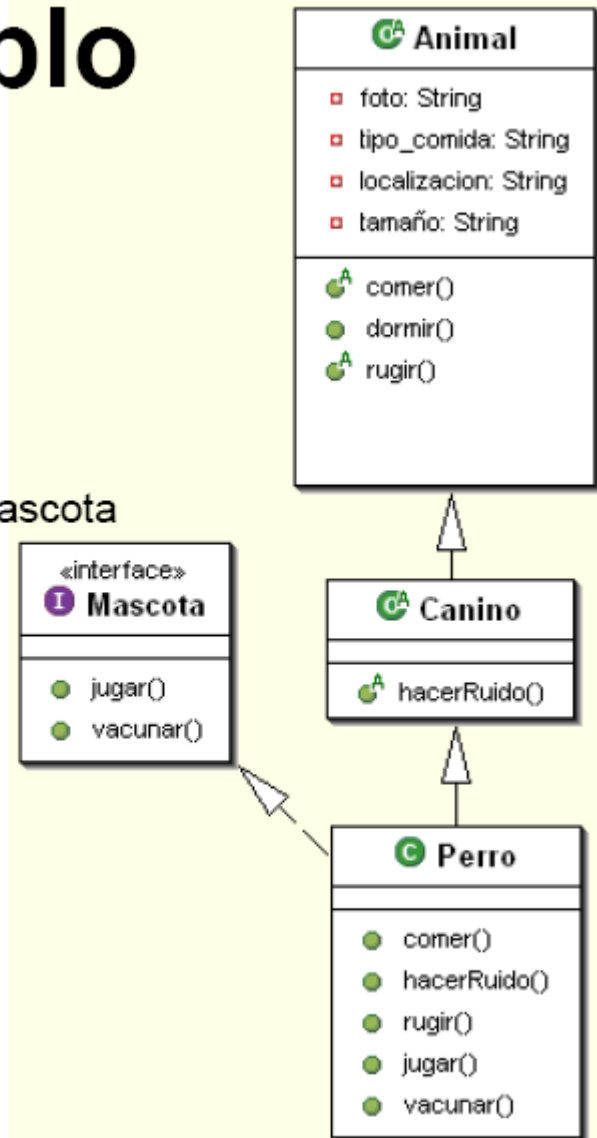 plo
Animal
foto: String
tipo_comida: String
localizacion: String
tamaño: String
comer()
dormir()
rugir()
ascota
«interface»
Mascota
jugar()
vacunar()
Canino
hacerRuido()
Perro
comer()
hacerRuido()
rugir()
jugar()
vacunar()